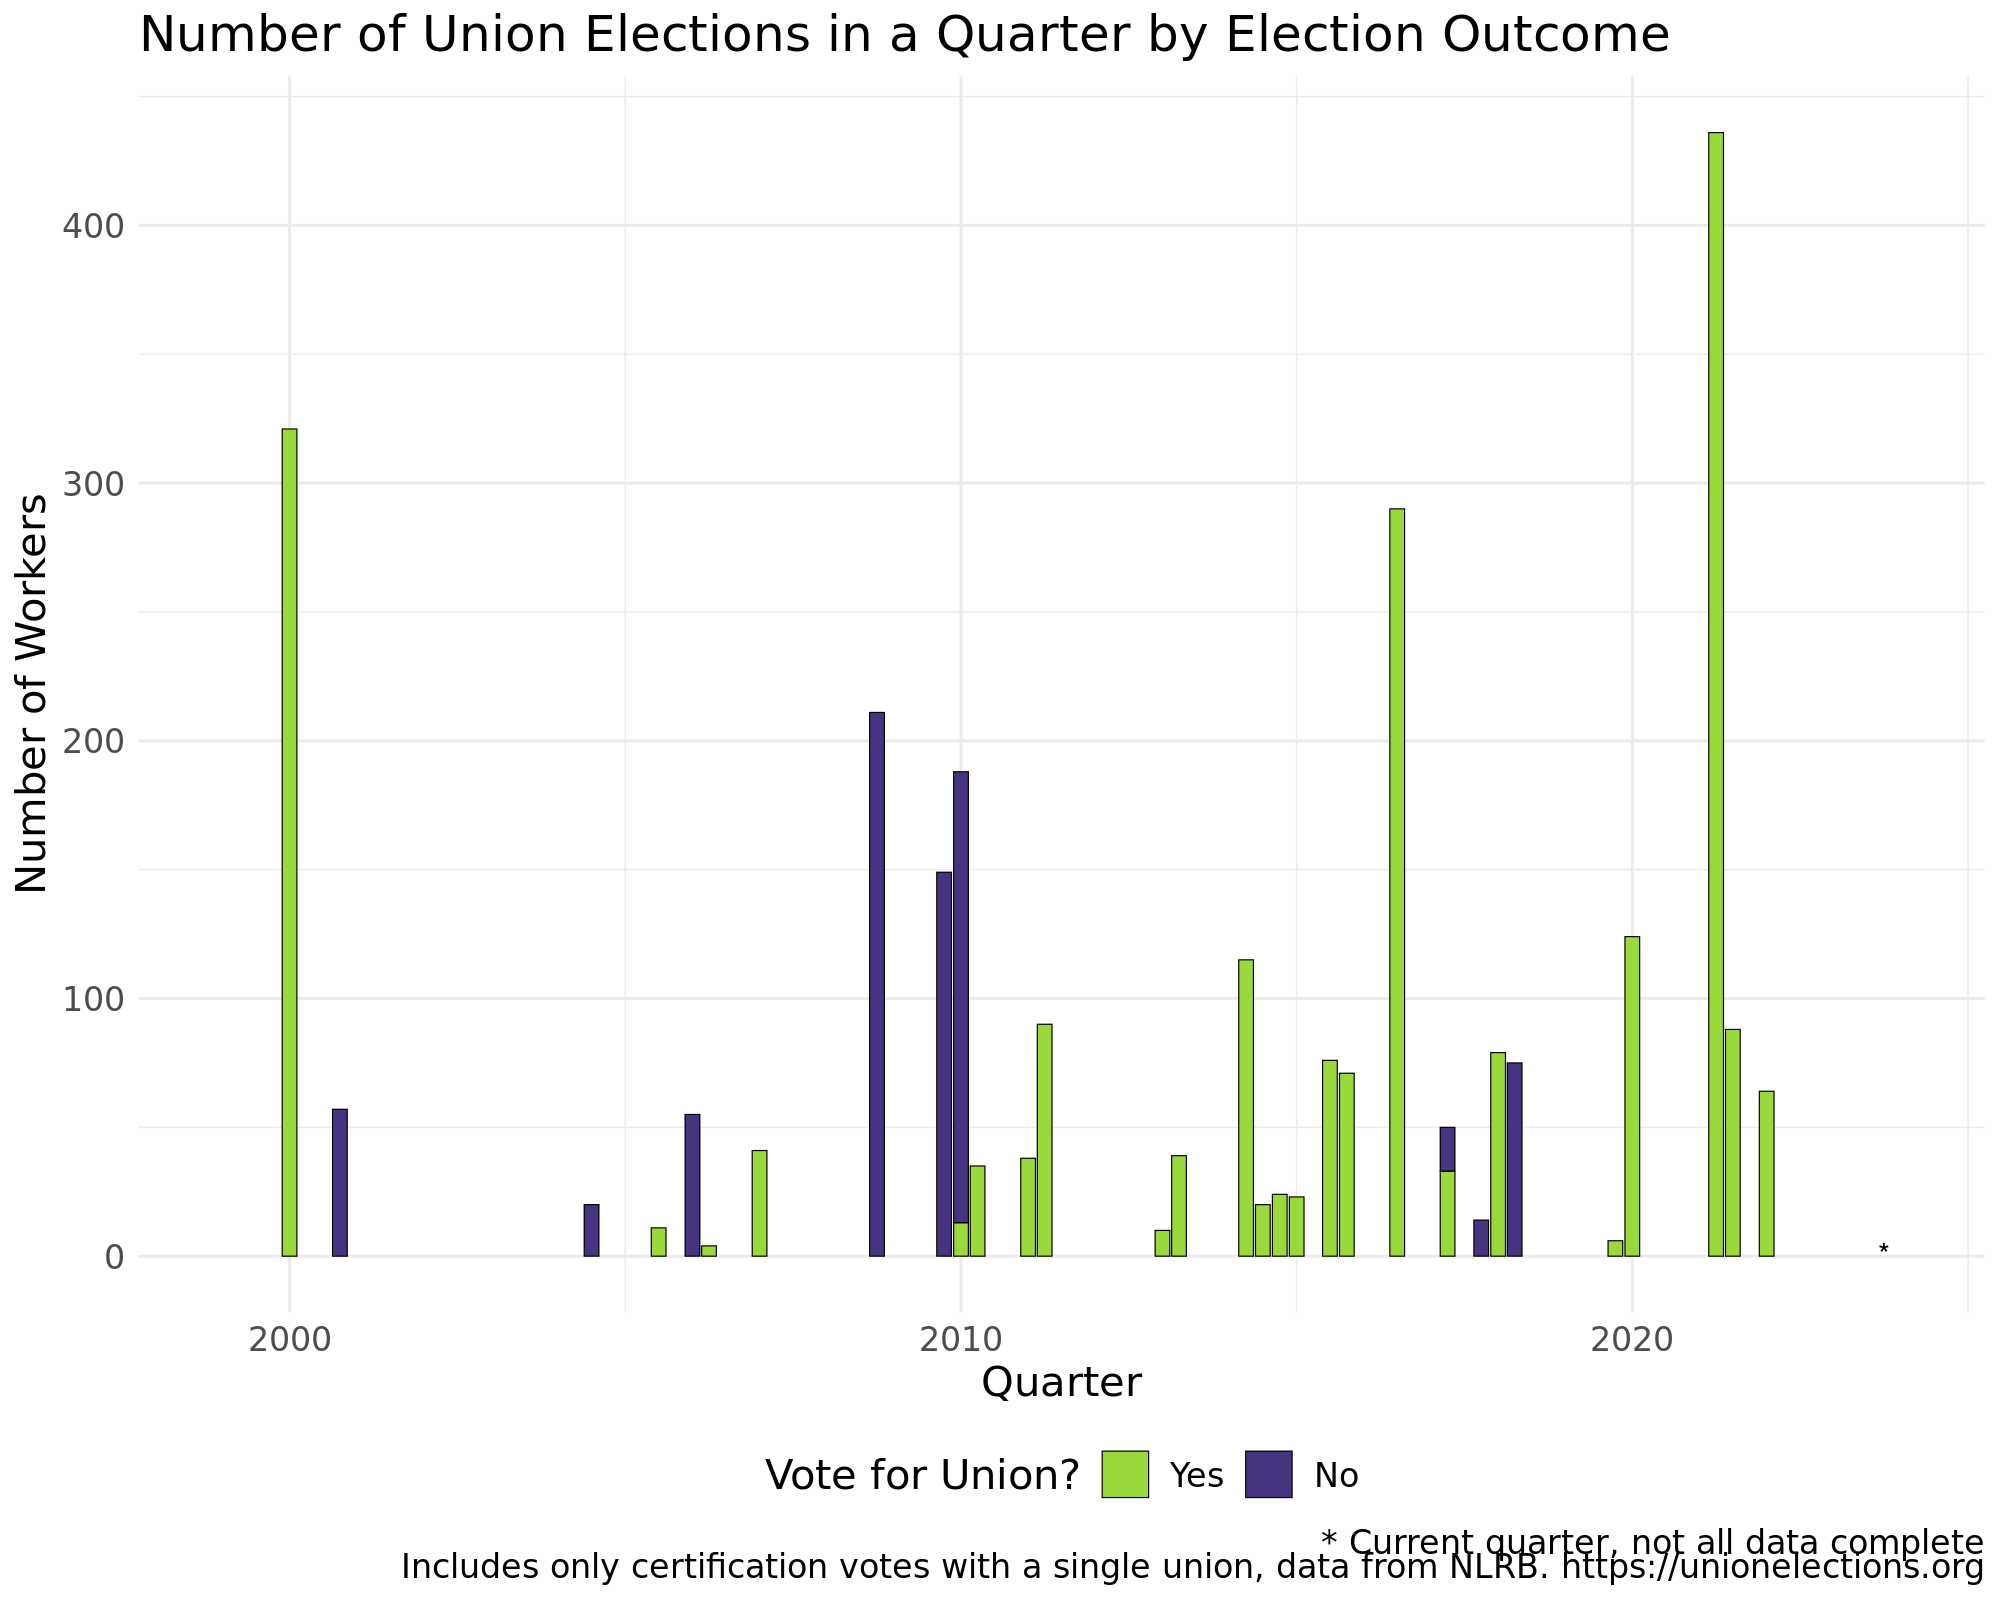 Number of Union Elections in a Quarter by Election Outcome
Number of Workers
400
300
200
100
0
*
2000 2010 2020
Quarter
Vote for Union? Yes No
* Current quarter, not all data complete
Includes only certification votes with a single union, data from NLRB. https://unionelections.org